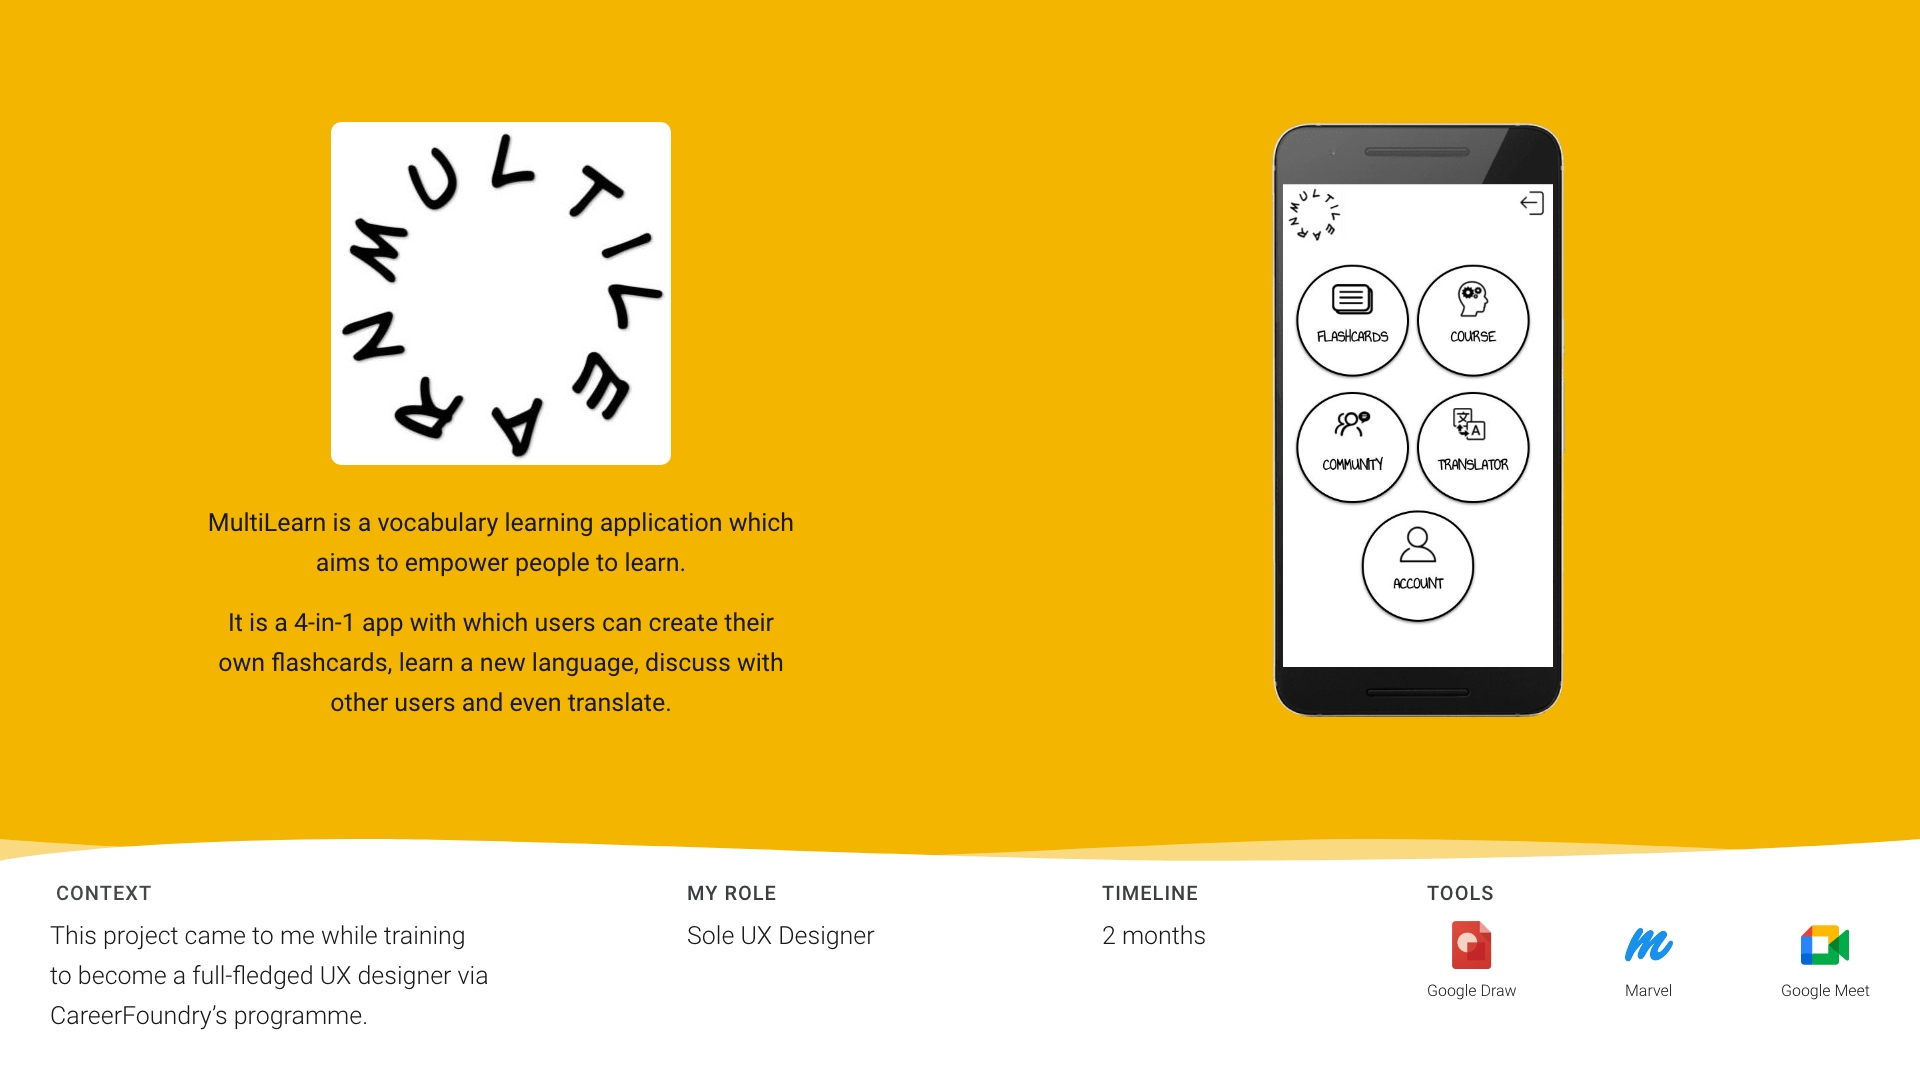 MULTILEARN
MultiLearn is a vocabulary learning application which
aims to empower people to learn.
It is a 4-in-1 app with which users can create their
own flashcards, learn a new language, discuss with
other users and even translate.
MULTILEARN
FLASHCARDS
COURSE
COMMUNITY
文
A
TRANSLATOR
ACCOUNT
CONTEXT
This project came to me while training
to become a full-fledged UX designer via
CareerFoundry’s programme.
MY ROLE
Sole UX Designer
TIMELINE
2 months
TOOLS
Google Draw
m
Marvel
Google Meet